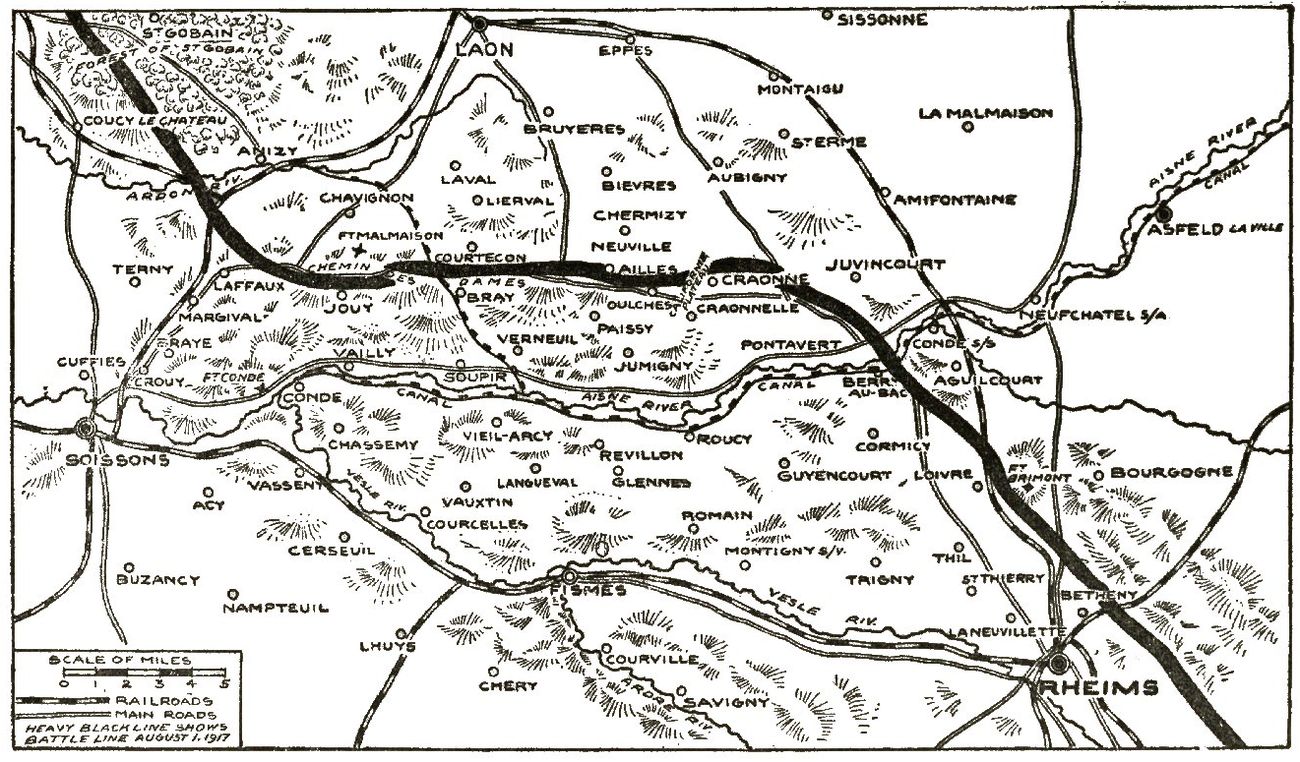 SISSONNE
ST GOBAIN
FOREST OF ST GOBAIN
LAON
EPPES
MONTAIGU
COUCY LE CHATEAU
BRUYERES
LA MALMAISON
ANIZY
ST ERME
AISNE RIVER
CANAL
LAVAL
BIEVRES
AUBIGNY
ARDON RIV.
CHAVIGNON
LIERVAL
CHERMIZY
AMIFONTAINE
ASFELD LA VILLE
FT MALMAISON
NEUVILLE
TERNY
CHEMIN
DAMES
COURTECON
AILLES
CRAONNE
JUVINCOURT
LAFFAUX
JOUY
BRAY
OULCHES
CRAONNELLE
NEUFCHATEL S/A
MARGIVAL
PAISSY
VERNEUIL
PONTAVERT
CONDE S/S
CUFFIES
VAILLY
JUMIGNY
CROUY
FT CONDE
SOUPIR
CANAL
BERRY
AU-BAC
AGUILCOURT
CONDE
CANAL
AISNE RIVER
ROUCY
SOISSONS
CHASSEMY
VIEIL-ARCY
REVILLON
CORMICY
VASSENY
VESLE RIV.
LANGUEVAL
GLENNES
GUYENCOURT
LOIVRE
FT BRIMONT
BOURGOGNE
ACY
VAUXTIN
COURCELLES
ROMAIN
CERSEUIL
MONTIGNY S/V.
THIL
BUZANCY
TRIGNY
ST THIERRY
FISMES
BETHENY
NAMPTEUIL
VESLE RIV.
LANEUVILLETTE
LHUYS
COURVILLE
CHERY
ARDRE RIV.
SAVIGNY
RHEIMS
SCALE OF MILES
0 1 2 3 4 5
RAILROADS
MAIN ROADS
HEAVY BLACK LINE SHOWS
BATTLE LINE AUGUST 1, 1917